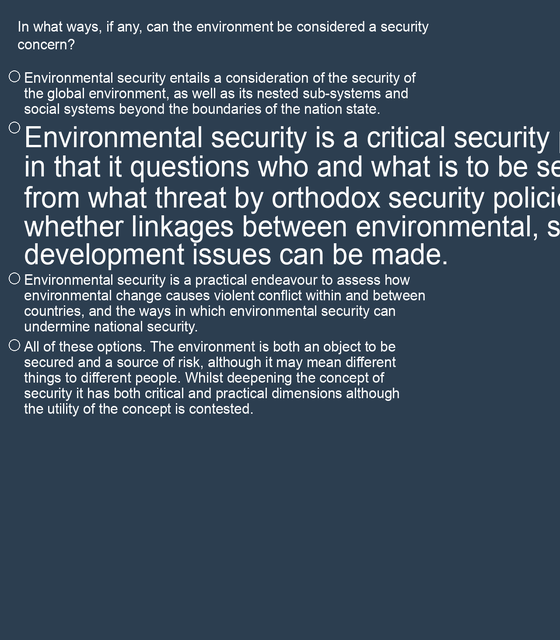 In what ways, if any, can the environment be considered a security
concern?
Environmental security entails a consideration of the security of
the global environment, as well as its nested sub-systems and
social systems beyond the boundaries of the nation state.
Environmental security is a critical security
in that it questions who and what is to be
from what threat by orthodox security
whether linkages between environmental,
development issues can be made.
Environmental security is a practical endeavour to assess how
environmental change causes violent conflict within and between
countries, and the ways in which environmental security can
undermine national security.
All of these options. The environment is both an object to be
secured and a source of risk, although it may mean different
things to different people. Whilst deepening the concept of
security it has both critical and practical dimensions although
the utility of the concept is contested.